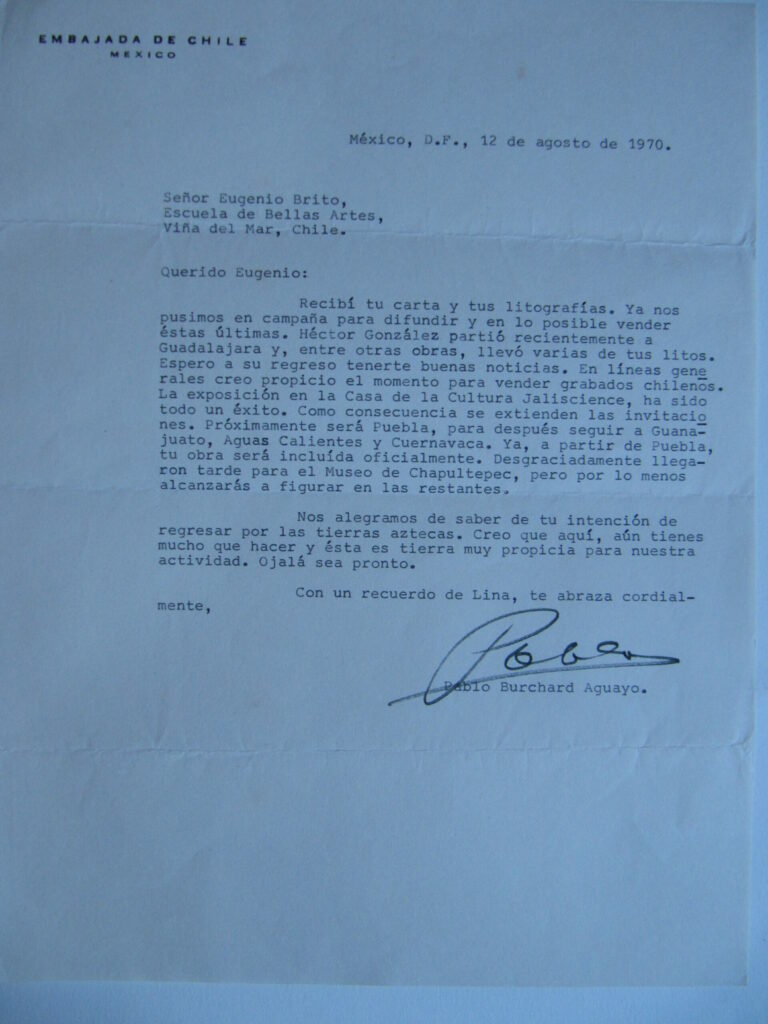 EMBAJADA DE CHILE
MEXICO
México, D.F., 12 de agosto de 1970.
Señor Eugenio Brito,
Escuela de Bellas Artes,
Viña del Mar, Chile.
Querido Eugenio:
Recibí tu carta y tus litografías. Ya nos
pusimos en campaña para difundir y en lo posible vender
éstas últimas. Héctor González partió recientemente a
Guadalajara y, entre otras obras, llevó varias de tus litos.
Espero a su regreso tenerte buenas noticias. En líneas gene
rales creo propicio el momento para vender grabados chilenos.
La exposición en la Casa de la Cultura Jaliscience, ha sido
todo un éxito. Como consecuencia se extienden las invitacio
nes. Próximamente será Puebla, para después seguir a Guana-
juato, Aguas Calientes y Cuernavaca. Ya, a partir de Puebla,
tu obra será incluída oficialmente. Desgraciadamente llega-
ron tarde para el Museo de Chapultepec, pero por lo menos
alcanzarás a figurar en las restantes.
Nos alegramos de saber de tu intención de
regresar por las tierras aztecas. Creo que aquí, aún tienes
mucho que hacer y ésta es tierra muy propicia para nuestra
actividad. Ojalá sea pronto.
Con un recuerdo de Lina, te abraza cordial-
mente,
Pablo
Pablo Burchard Aguayo.